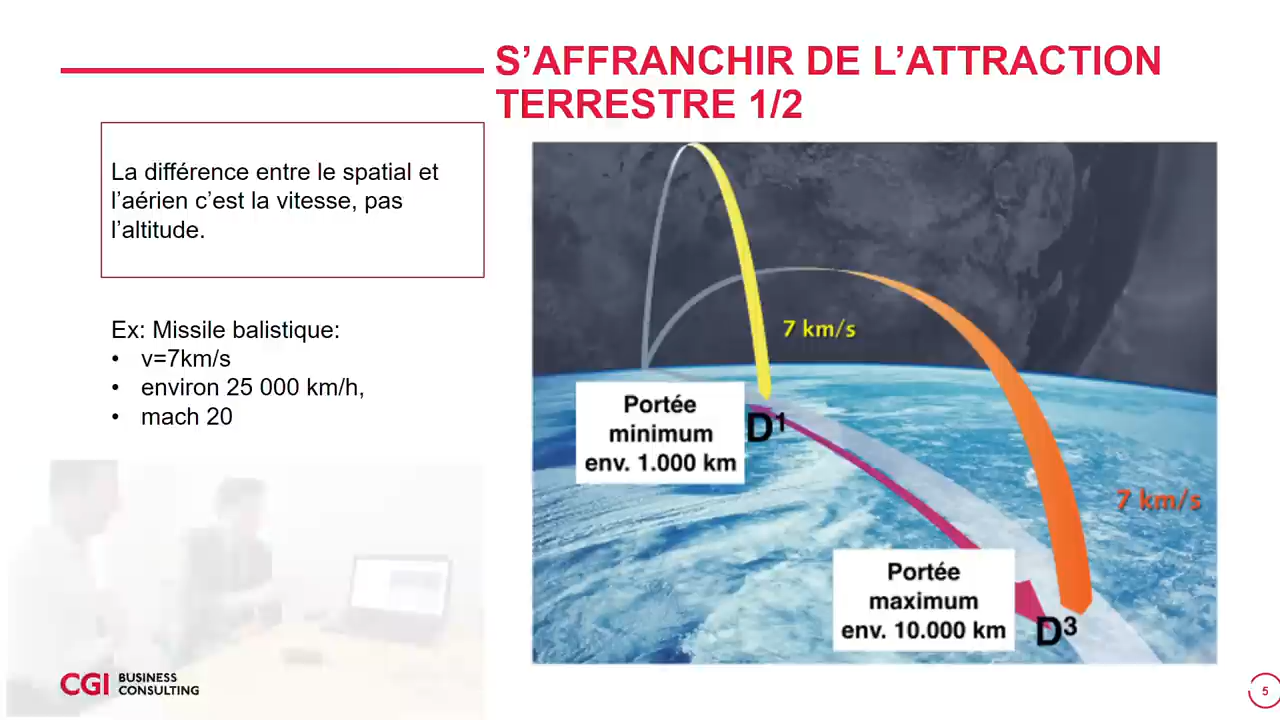 S’AFFRANCHIR DE L’ATTRACTION
TERRESTRE 1/2
La différence entre le spatial et
l’aérien c’est la vitesse, pas
l’altitude.
Ex: Missile balistique:
• v=7km/s
• environ 25 000 km/h,
• mach 20
7 km/s
Portée
minimum
env. 1.000 km
D¹
7 km/s
Portée
maximum
env. 10.000 km
D³
CGI BUSINESS
CONSULTING
5